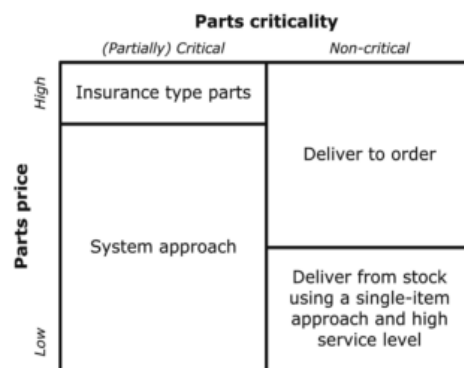 Parts criticality
(Partially) Critical
Non-critical
High
Parts price
Low
Insurance type parts
System approach
Deliver to order
Deliver from stock
using a single-item
approach and high
service level